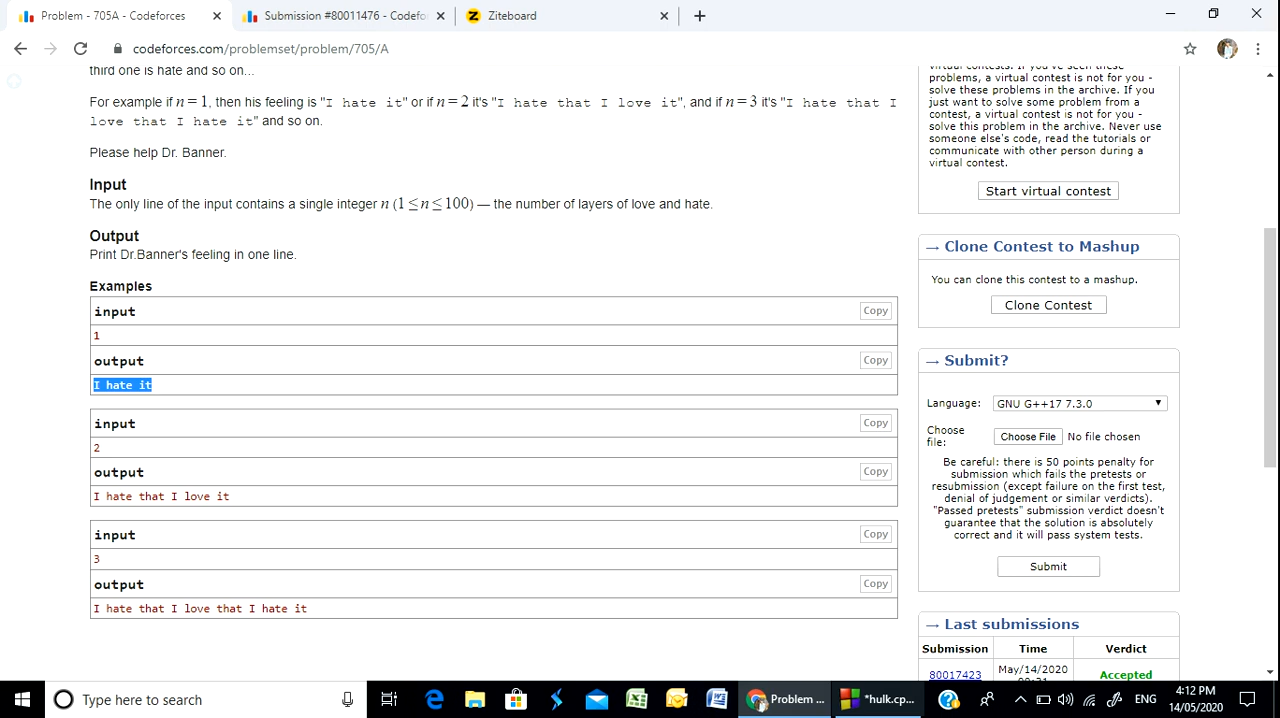 Problem - 705A - Codeforces
Submission #80011476 - Codefo
Ziteboard
codeforces.com/problemset/problem/705/A
third one is hate and so on...
For example if n = 1, then his feeling is "I hate it" or if n = 2 it's "I hate that I love it", and if n = 3 it's "I hate that I
love that I hate it" and so on.
Please help Dr. Banner.
Input
The only line of the input contains a single integer n (1 ≤ n ≤ 100) — the number of layers of love and hate.
Output
Print Dr.Banner's feeling in one line.
Examples
input
Copy
1
output
Copy
I hate it
input
Copy
2
output
Copy
I hate that I love it
input
Copy
3
output
Copy
I hate that I love that I hate it
virtual contests. If you've seen these
problems, a virtual contest is not for you -
solve these problems in the archive. If you
just want to solve some problem from a
contest, a virtual contest is not for you -
solve this problem in the archive. Never use
someone else's code, read the tutorials or
communicate with other person during a
virtual contest.
Start virtual contest
→ Clone Contest to Mashup
You can clone this contest to a mashup.
Clone Contest
→ Submit?
Language:
GNU G++17 7.3.0
Choose
file:
Choose File
No file chosen
Be careful: there is 50 points penalty for
submission which fails the pretests or
resubmission (except failure on the first test,
denial of judgement or similar verdicts).
"Passed pretests" submission verdict doesn't
guarantee that the solution is absolutely
correct and it will pass system tests.
Submit
→ Last submissions
Submission Time Verdict
80017423
May/14/2020
Accepted
Type here to search
Problem ...
*hulk.cp...
ENG
4:12 PM
14/05/2020